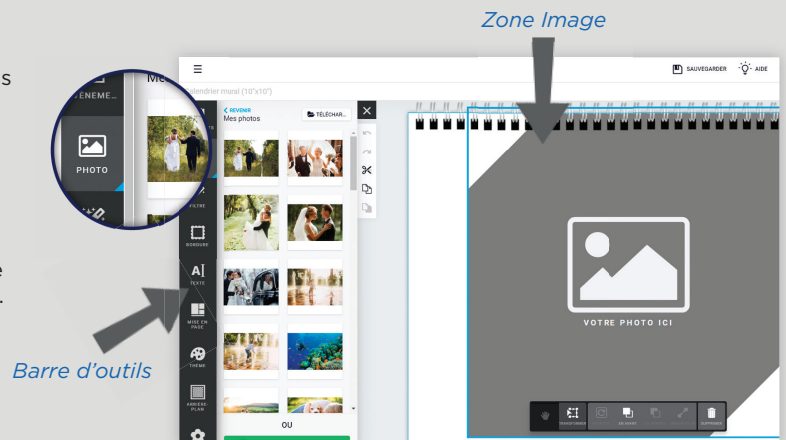 Zone Image
SAUVEGARDER
AIDE
s
Calendrier mural (10"x10")
ÉVÉNEME...
PHOTO
REVENIR
Mes photos
TÉLÉCHAR...
FILTRE
BORDURE
TEXTE
e
.
MISE EN
PAGE
VOTRE PHOTO ICI
Barre d'outils
THÈME
ARRIÈRE-
PLAN
TRANSFORMER
EN AVANT
SUPPRIMER
OU